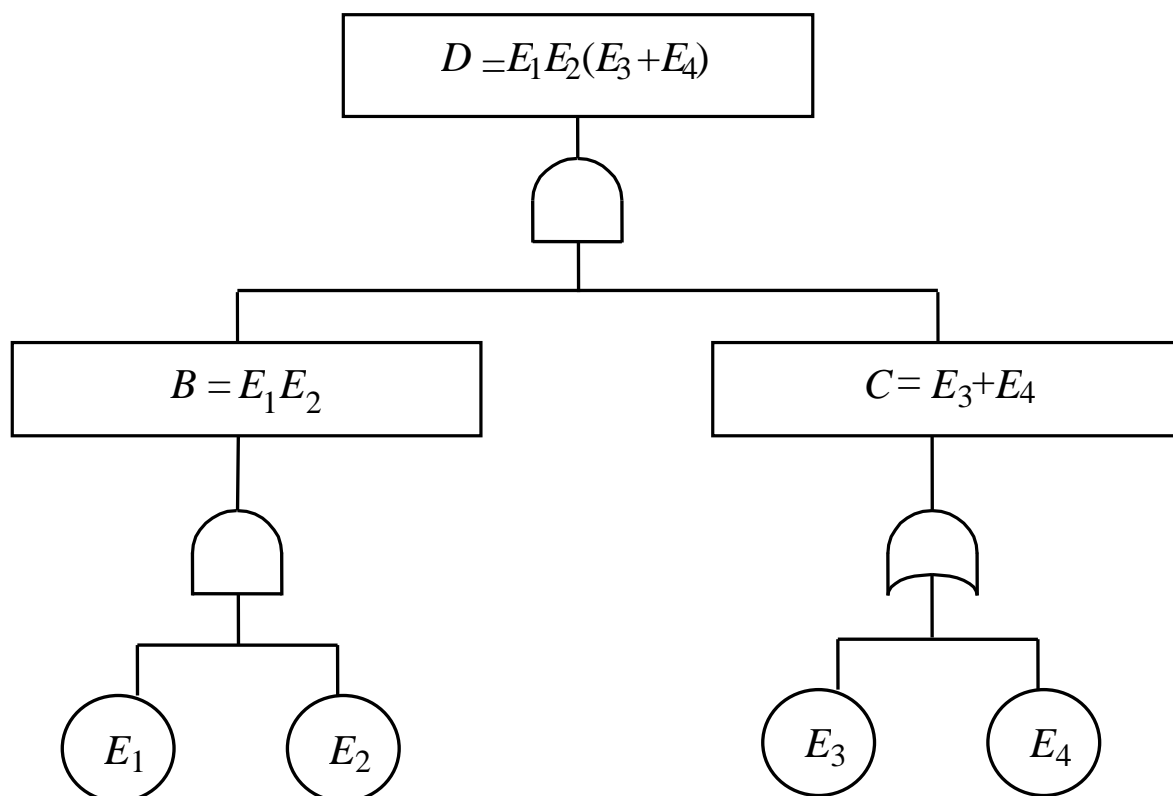 D = E₁E₂(E₃+E₄)
B = E₁E₂
C = E₃+E₄
E₁
E₂
E₃
E₄